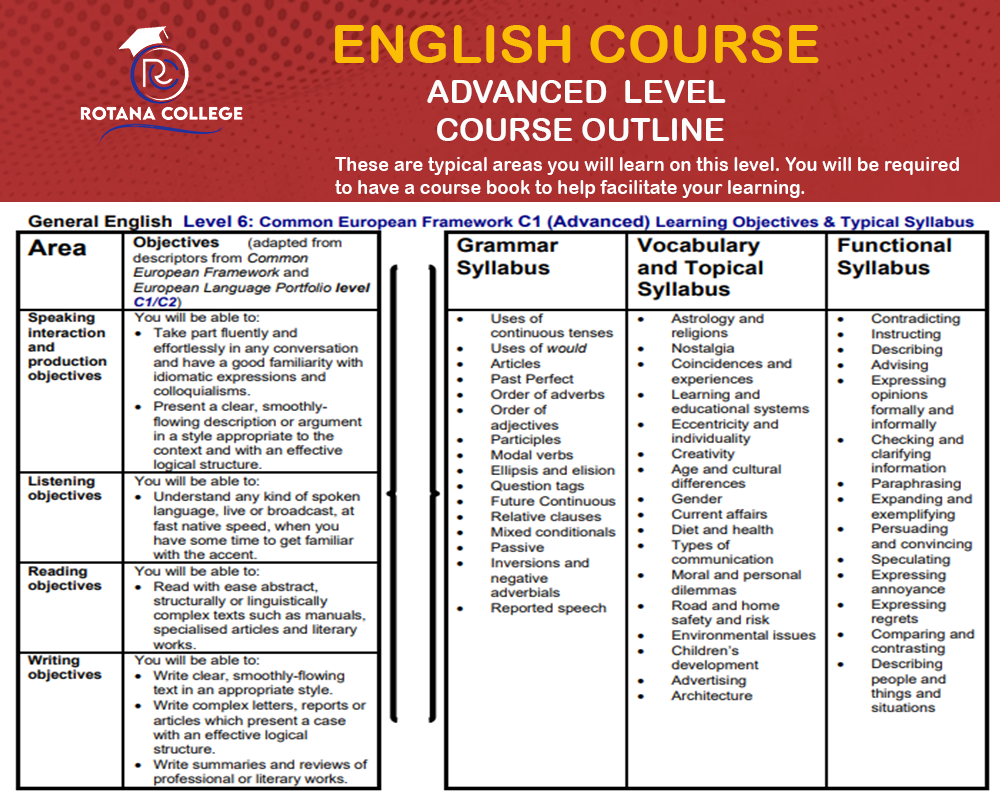 RC
ROTANA COLLEGE
ENGLISH COURSE
ADVANCED LEVEL
COURSE OUTLINE
These are typical areas you will learn on this level. You will be required
to have a course book to help facilitate your learning.
General English Level 6: Common European Framework C1 (Advanced) Learning Objectives & Typical Syllabus
Area
Objectives (adapted from
descriptors from Common
European Framework and
European Language Portfolio level
C1/C2)
Speaking
interaction
and
production
objectives
You will be able to:
• Take part fluently and
effortlessly in any conversation
and have a good familiarity with
idiomatic expressions and
colloquialisms.
• Present a clear, smoothly-
flowing description or argument
in a style appropriate to the
context and with an effective
logical structure.
Listening
objectives
You will be able to:
• Understand any kind of spoken
language, live or broadcast, at
fast native speed, when you
have some time to get familiar
with the accent.
Reading
objectives
You will be able to:
• Read with ease abstract,
structurally or linguistically
complex texts such as manuals,
specialised articles and literary
works.
Writing
objectives
You will be able to:
• Write clear, smoothly-flowing
text in an appropriate style.
• Write complex letters, reports or
articles which present a case
with an effective logical
structure.
• Write summaries and reviews of
professional or literary works.
Grammar
Syllabus
• Uses of
continuous tenses
• Uses of would
• Articles
• Past Perfect
• Order of adverbs
• Order of
adjectives
• Participles
• Modal verbs
• Ellipsis and elision
• Question tags
• Future Continuous
• Relative clauses
• Mixed conditionals
• Passive
• Inversions and
negative
adverbials
• Reported speech
Vocabulary
and Topical
Syllabus
• Astrology and
religions
• Nostalgia
• Coincidences and
experiences
• Learning and
educational systems
• Eccentricity and
individuality
• Creativity
• Age and cultural
differences
• Gender
• Current affairs
• Diet and health
• Types of
communication
• Moral and personal
dilemmas
• Road and home
safety and risk
• Environmental issues
• Children's
development
• Advertising
• Architecture
Functional
Syllabus
• Contradicting
• Instructing
• Describing
• Advising
• Expressing
opinions
formally and
informally
• Checking and
clarifying
information
• Paraphrasing
• Expanding and
exemplifying
• Persuading
and convincing
• Speculating
• Expressing
annoyance
• Expressing
regrets
• Comparing and
contrasting
• Describing
people and
things and
situations